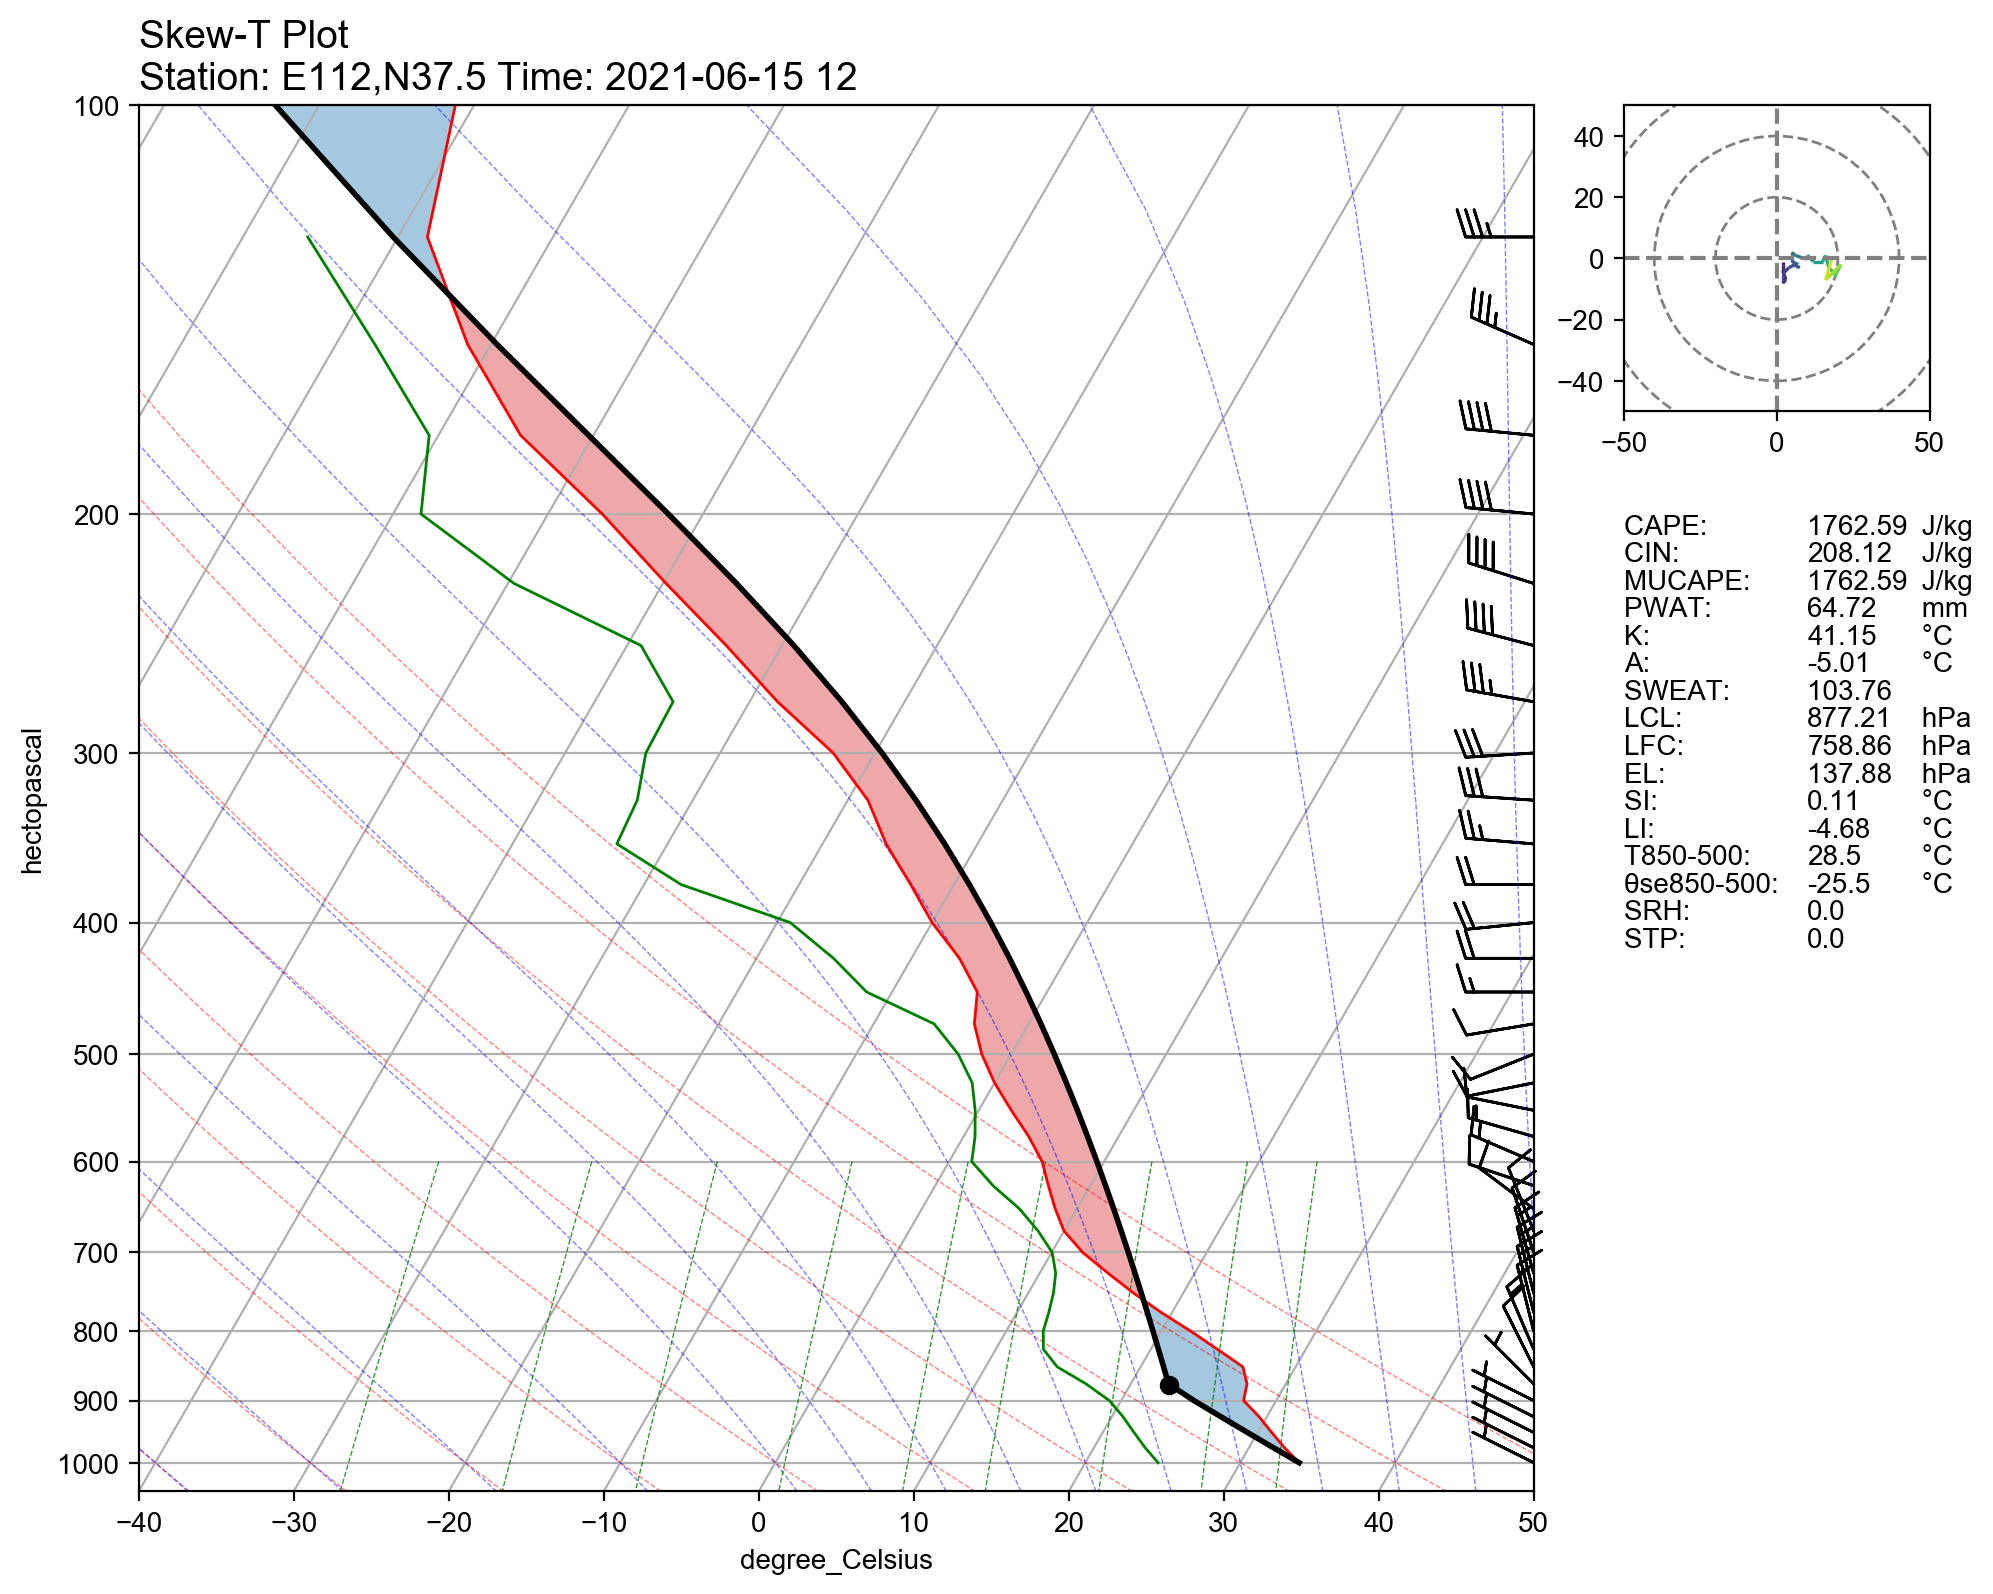 Skew-T Plot
Station: E112,N37.5 Time: 2021-06-15 12
100
200
300
400
500
600
700
800
900
1000
hectopascal
−40 −30 −20 −10 0 10 20 30 40 50
degree_Celsius
40
20
0
−20
−40
−50 0 50
CAPE: 1762.59 J/kg
CIN: 208.12 J/kg
MUCAPE: 1762.59 J/kg
PWAT: 64.72 mm
K: 41.15 °C
A: -5.01 °C
SWEAT: 103.76
LCL: 877.21 hPa
LFC: 758.86 hPa
EL: 137.88 hPa
SI: 0.11 °C
LI: -4.68 °C
T850-500: 28.5 °C
θse850-500: -25.5 °C
SRH: 0.0
STP: 0.0